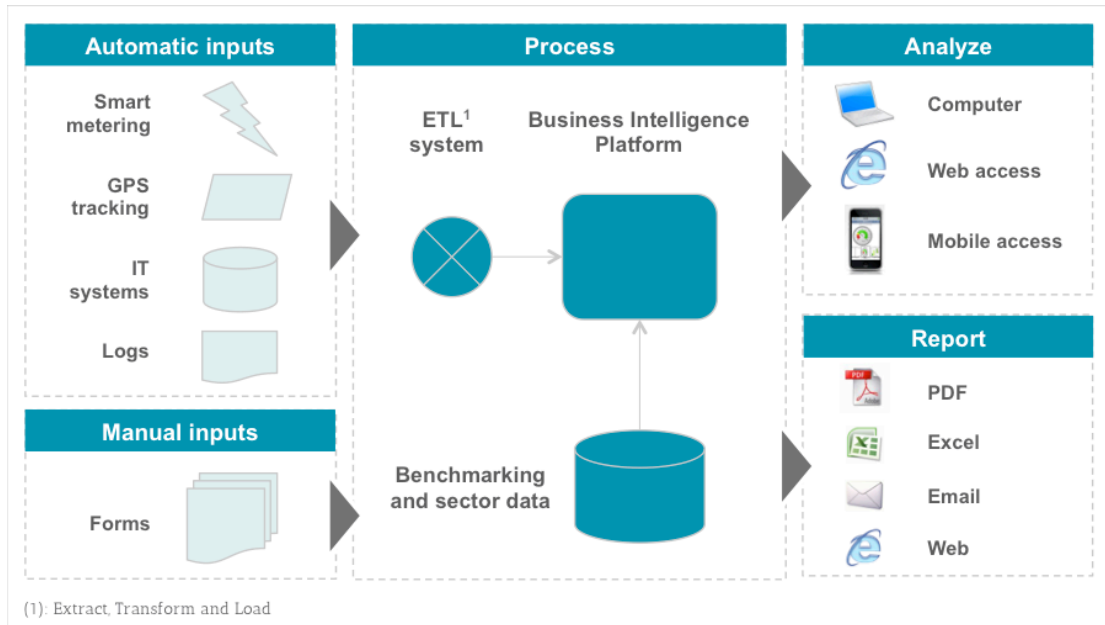 Automatic inputs
Smart
metering
GPS
tracking
IT
systems
Logs
Manual inputs
Forms
Process
ETL¹
system
Business Intelligence
Platform
Benchmarking
and sector data
Analyze
Computer
Web access
Mobile access
Report
PDF
PDF
Adobe
Excel
Email
Web
(1): Extract, Transform and Load